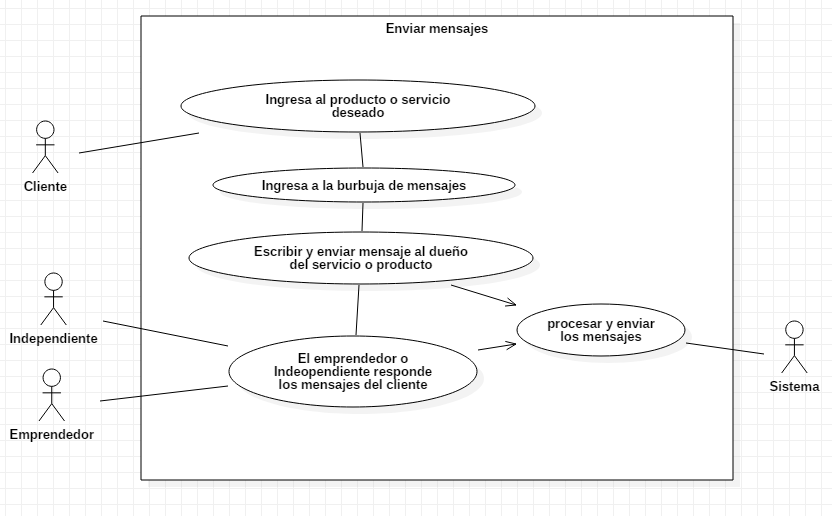 Enviar mensajes
Ingresa al producto o servicio
deseado
Cliente
Ingresa a la burbuja de mensajes
Escribir y enviar mensaje al dueño
del servicio o producto
Independiente
procesar y enviar
los mensajes
El emprendedor o
Indeopendiente responde
los mensajes del cliente
Sistema
Emprendedor